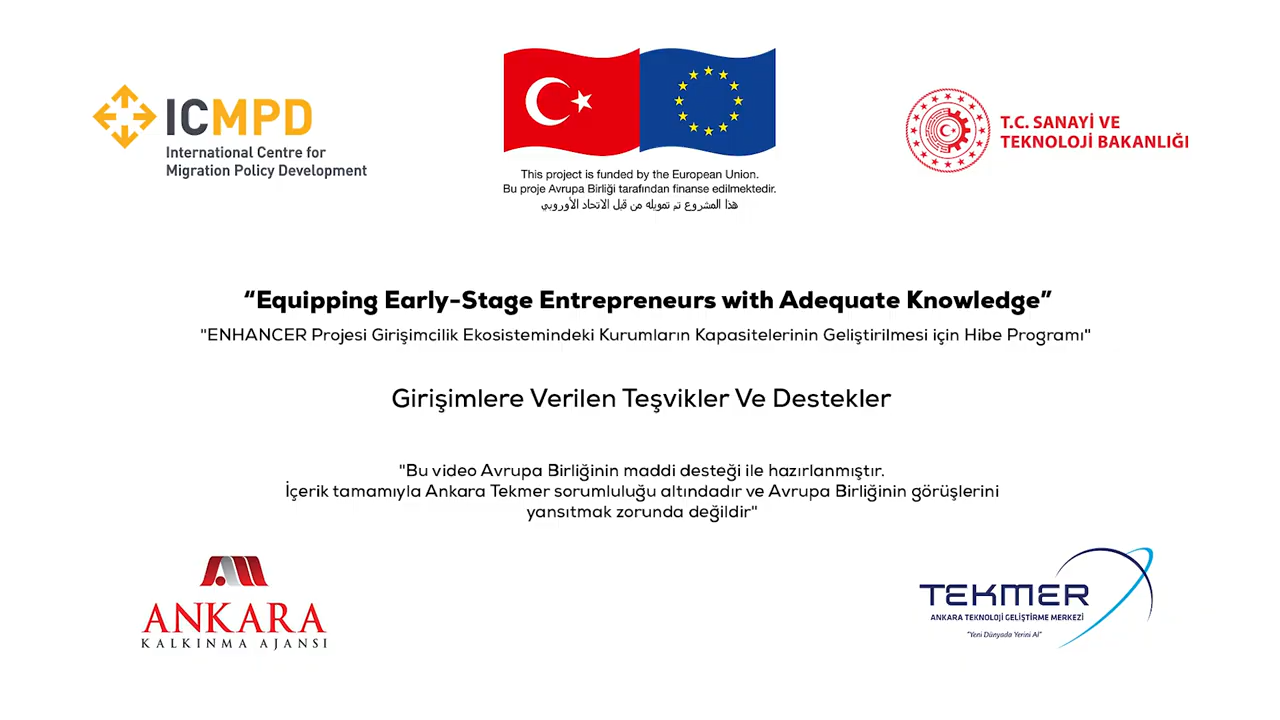 ICMPD
International Centre for
Migration Policy Development
This project is funded by the European Union.
Bu proje Avrupa Birliği tarafından finanse edilmektedir.
هذا المشروع تم تمويله من قبل الاتحاد الأوروبي
T.C. SANAYİ VE
TEKNOLOJİ BAKANLIĞI
“Equipping Early-Stage Entrepreneurs with Adequate Knowledge”
"ENHANCER Projesi Girişimcilik Ekosistemindeki Kurumların Kapasitelerinin Geliştirilmesi için Hibe Programı"
Girişimlere Verilen Teşvikler Ve Destekler
"Bu video Avrupa Birliğinin maddi desteği ile hazırlanmıştır.
İçerik tamamıyla Ankara Tekmer sorumluluğu altındadır ve Avrupa Birliğinin görüşlerini
yansıtmak zorunda değildir"
ANKARA
KALKINMA AJANSI
TEKMER
ANKARA TEKNOLOJİ GELİŞTİRME MERKEZİ
"Yeni Dünyada Yerini Al"